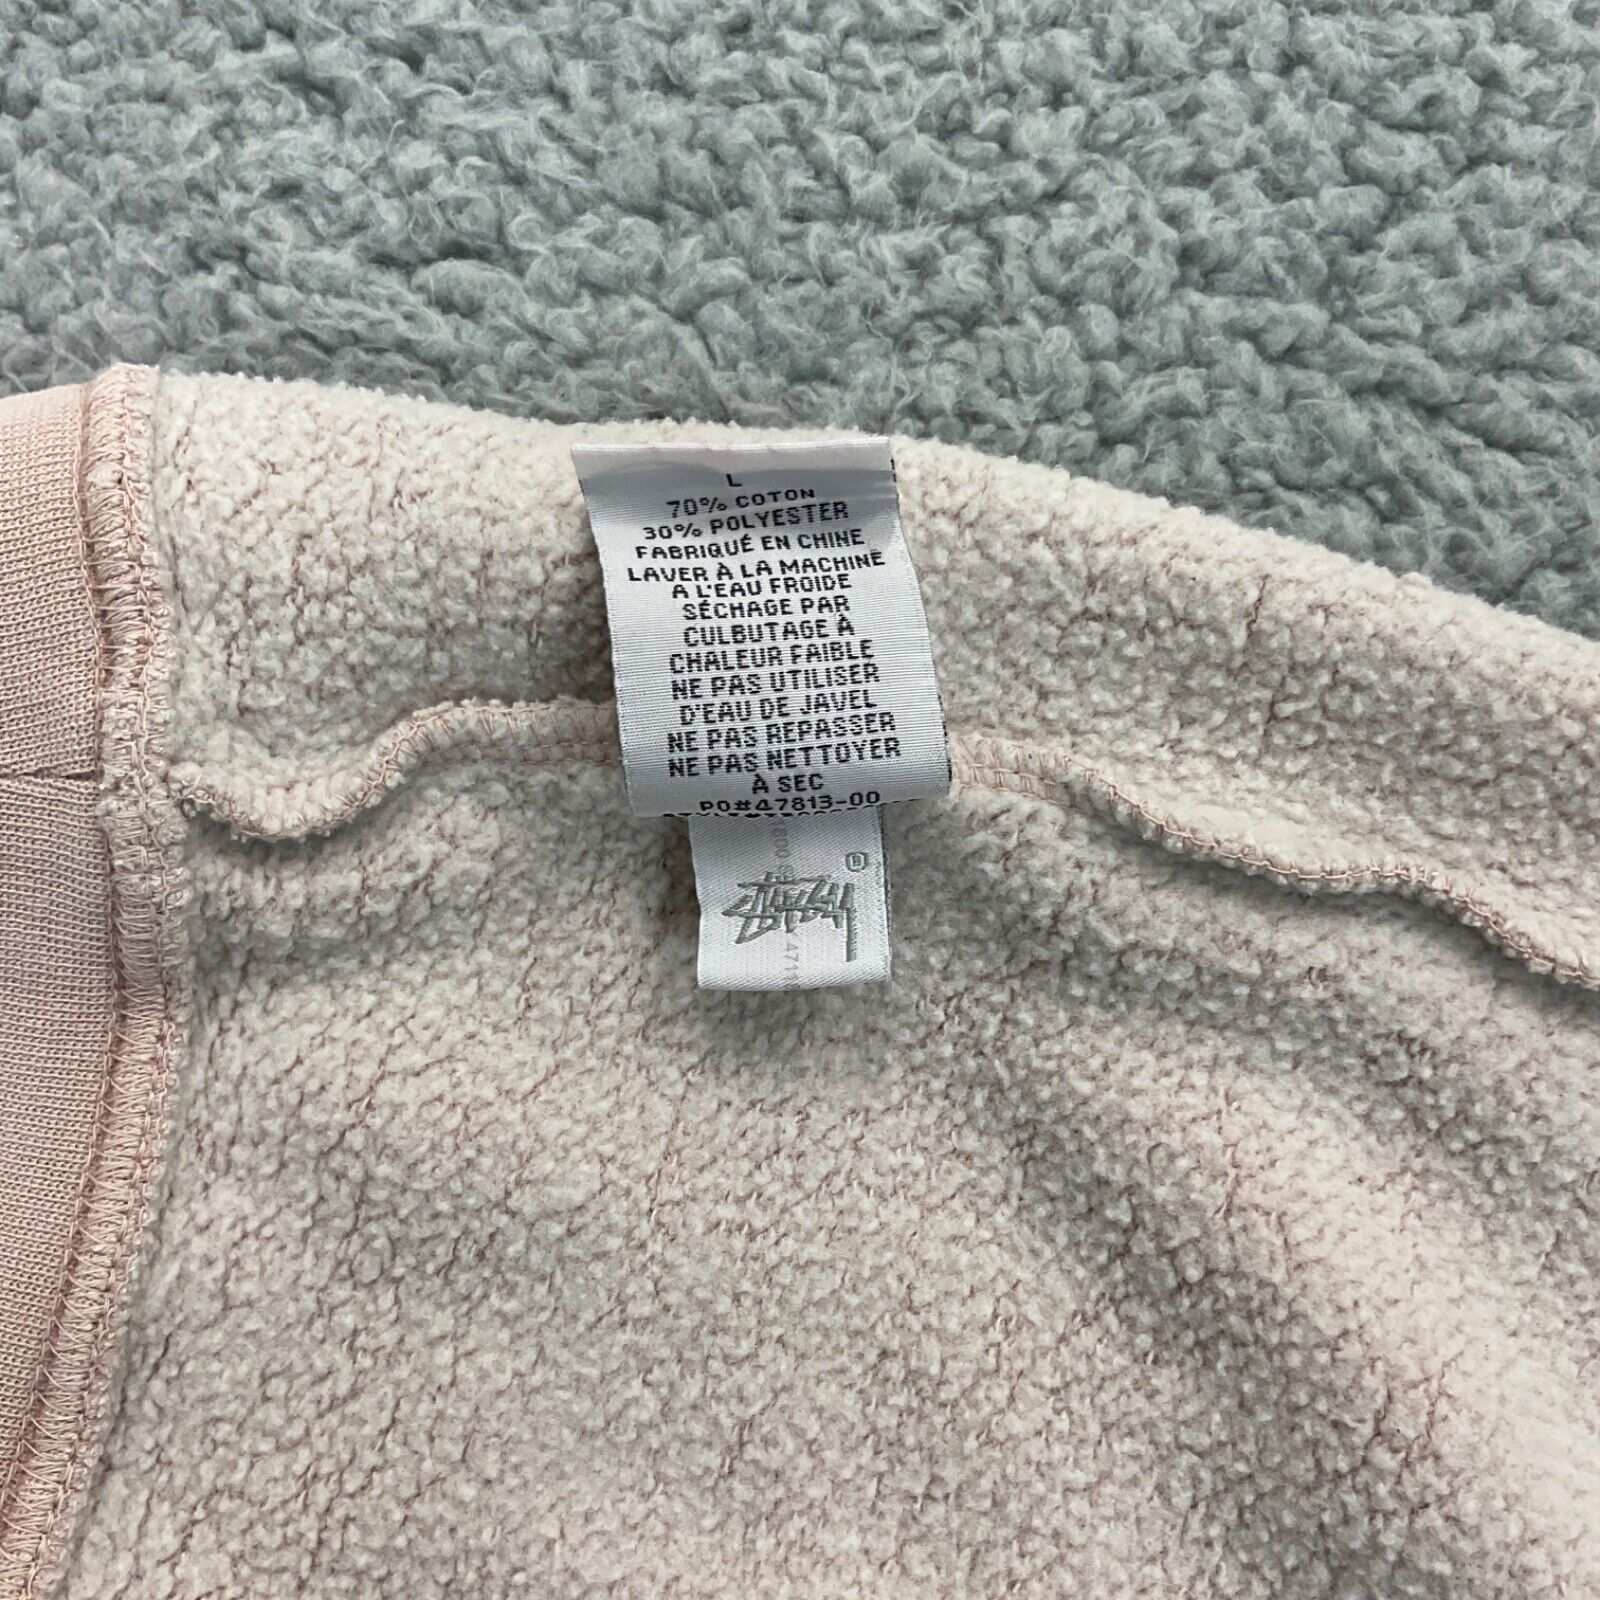 L
70% COTON
30% POLYESTER
FABRIQUÉ EN CHINE
LAVER À LA MACHINE
A L'EAU FROIDE
SÉCHAGE PAR
CULBUTAGE À
CHALEUR FAIBLE
NE PAS UTILISER
D'EAU DE JAVEL
NE PAS REPASSER
NE PAS NETTOYER
À SEC
PO#47813-00
STUSSY ®